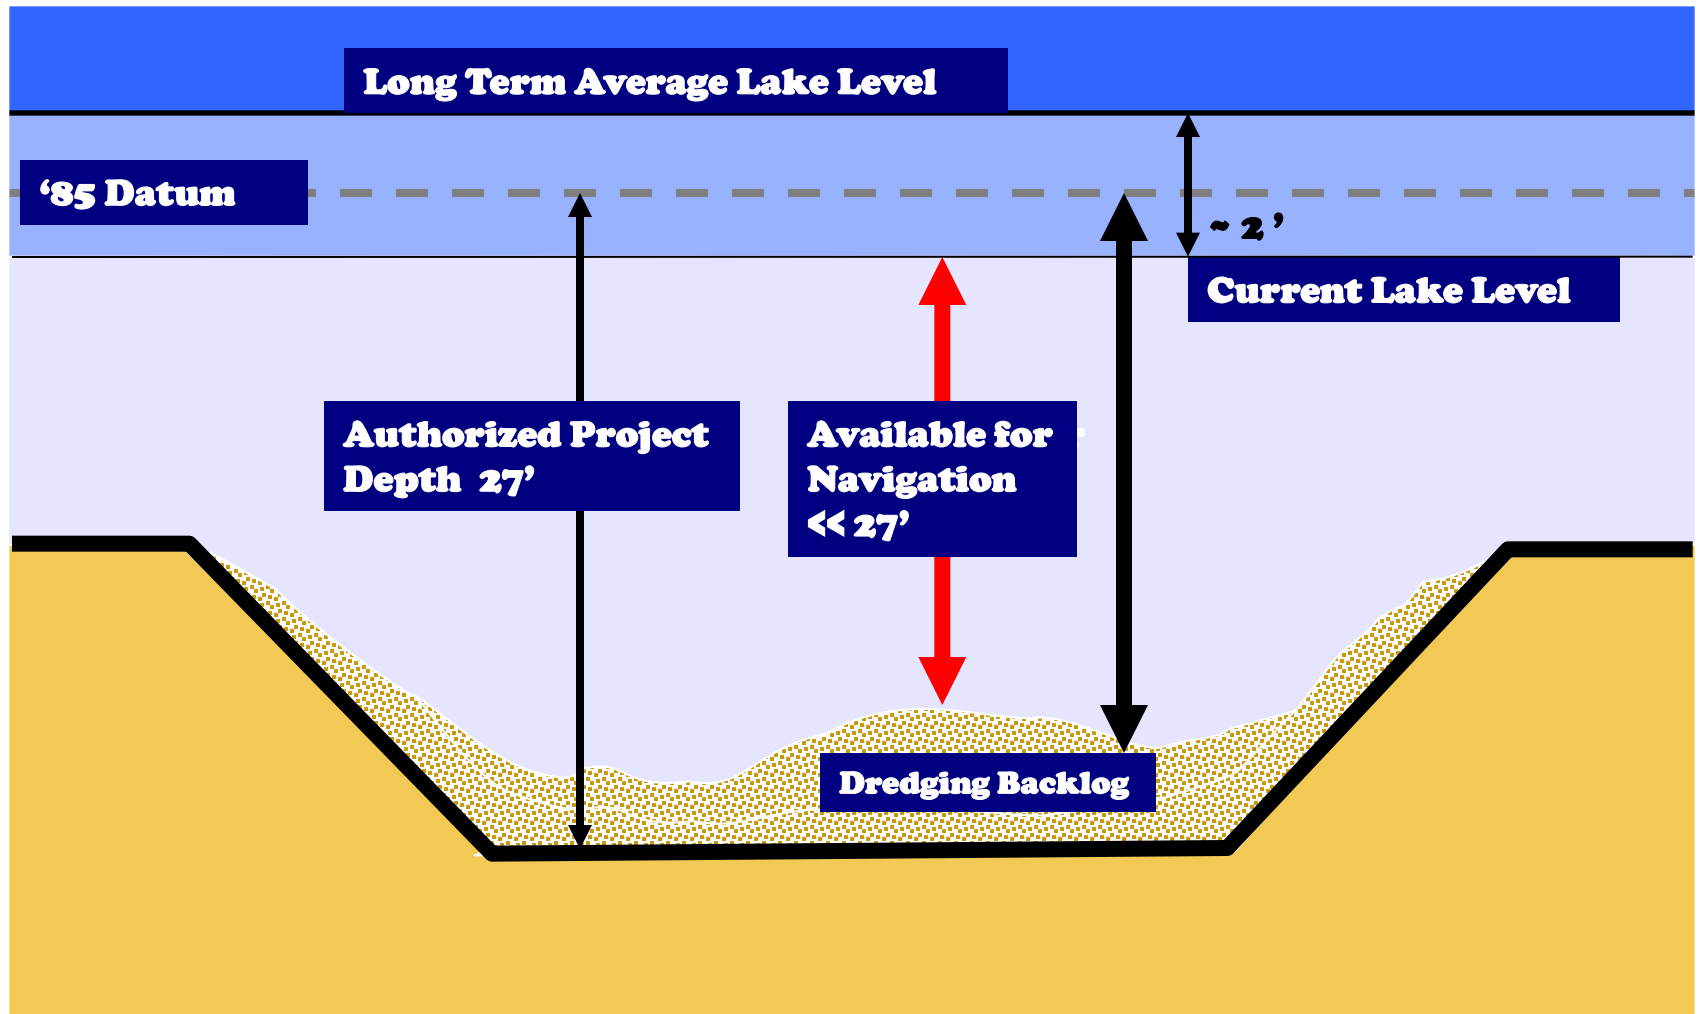 Long Term Average Lake Level
‘85 Datum
~ 2 ’
Current Lake Level
Authorized Project
Depth 27’
Available for
Navigation
<< 27’
Dredging Backlog